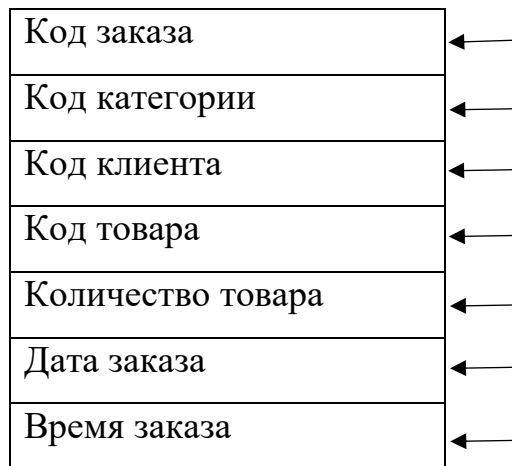 Код заказа
Код категории
Код клиента
Код товара
Количество товара
Дата заказа
Время заказа